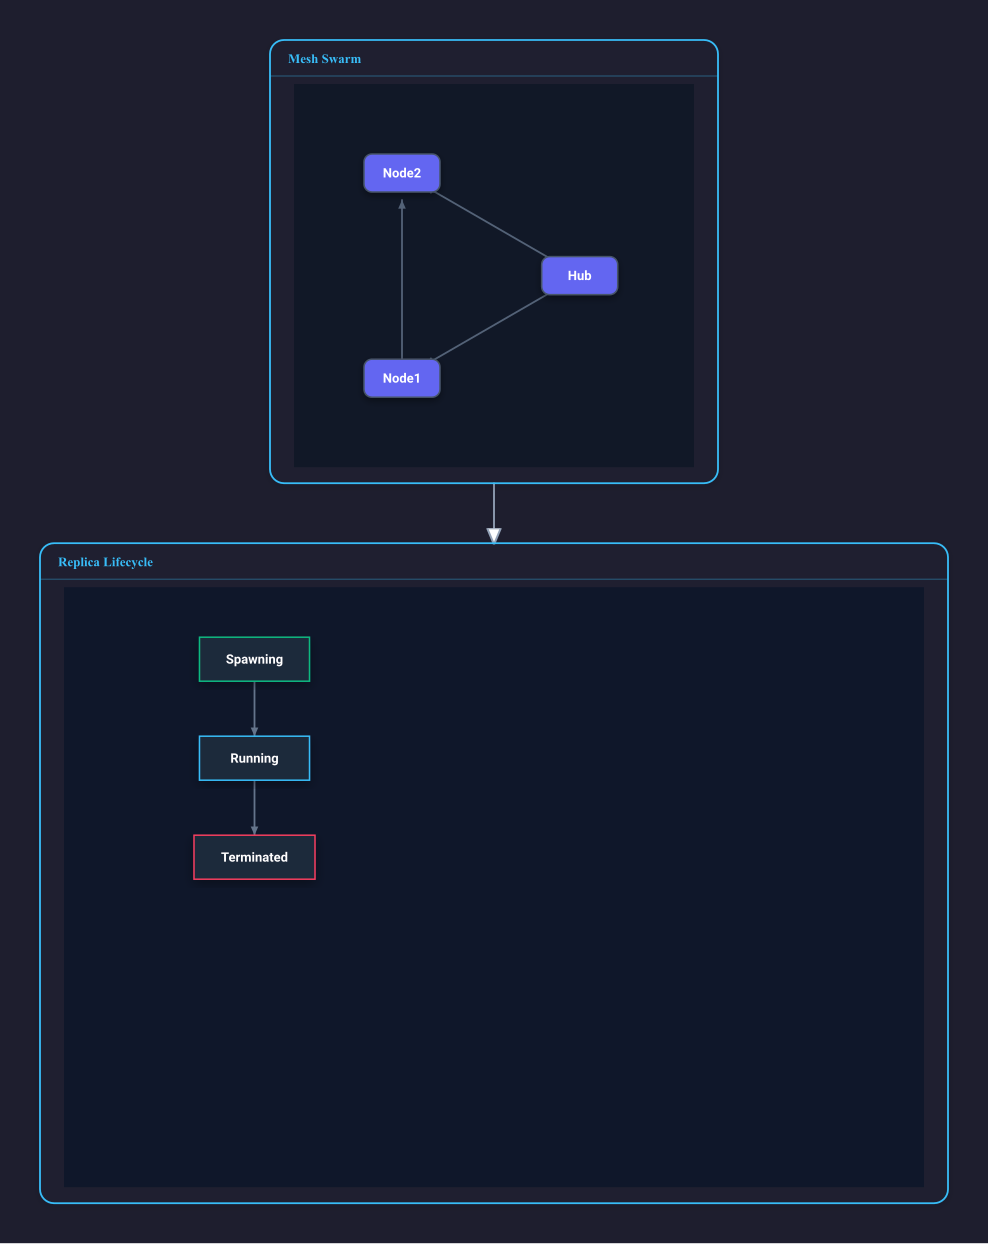 Mesh Swarm
Node2
Hub
Node1
Replica Lifecycle
Spawning
Running
Terminated